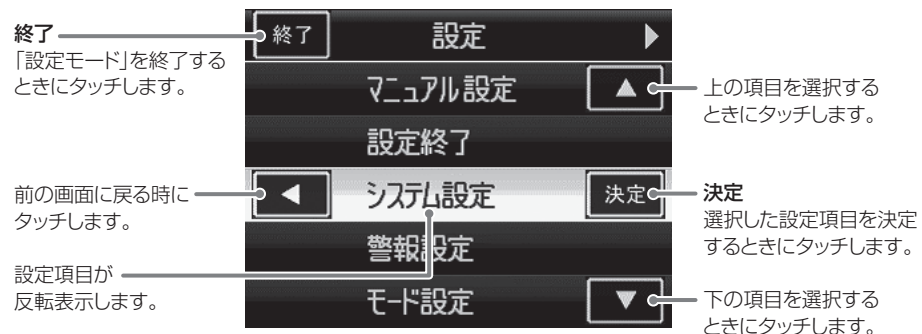 終了
「設定モード」を終了する
ときにタッチします。
前の画面に戻る時に
タッチします。
設定項目が
反転表示します。
終了
設定
マニュアル設定
設定終了
システム設定
決定
警報設定
モード設定
上の項目を選択する
ときにタッチします。
決定
選択した設定項目を決定
するときにタッチします。
下の項目を選択する
ときにタッチします。